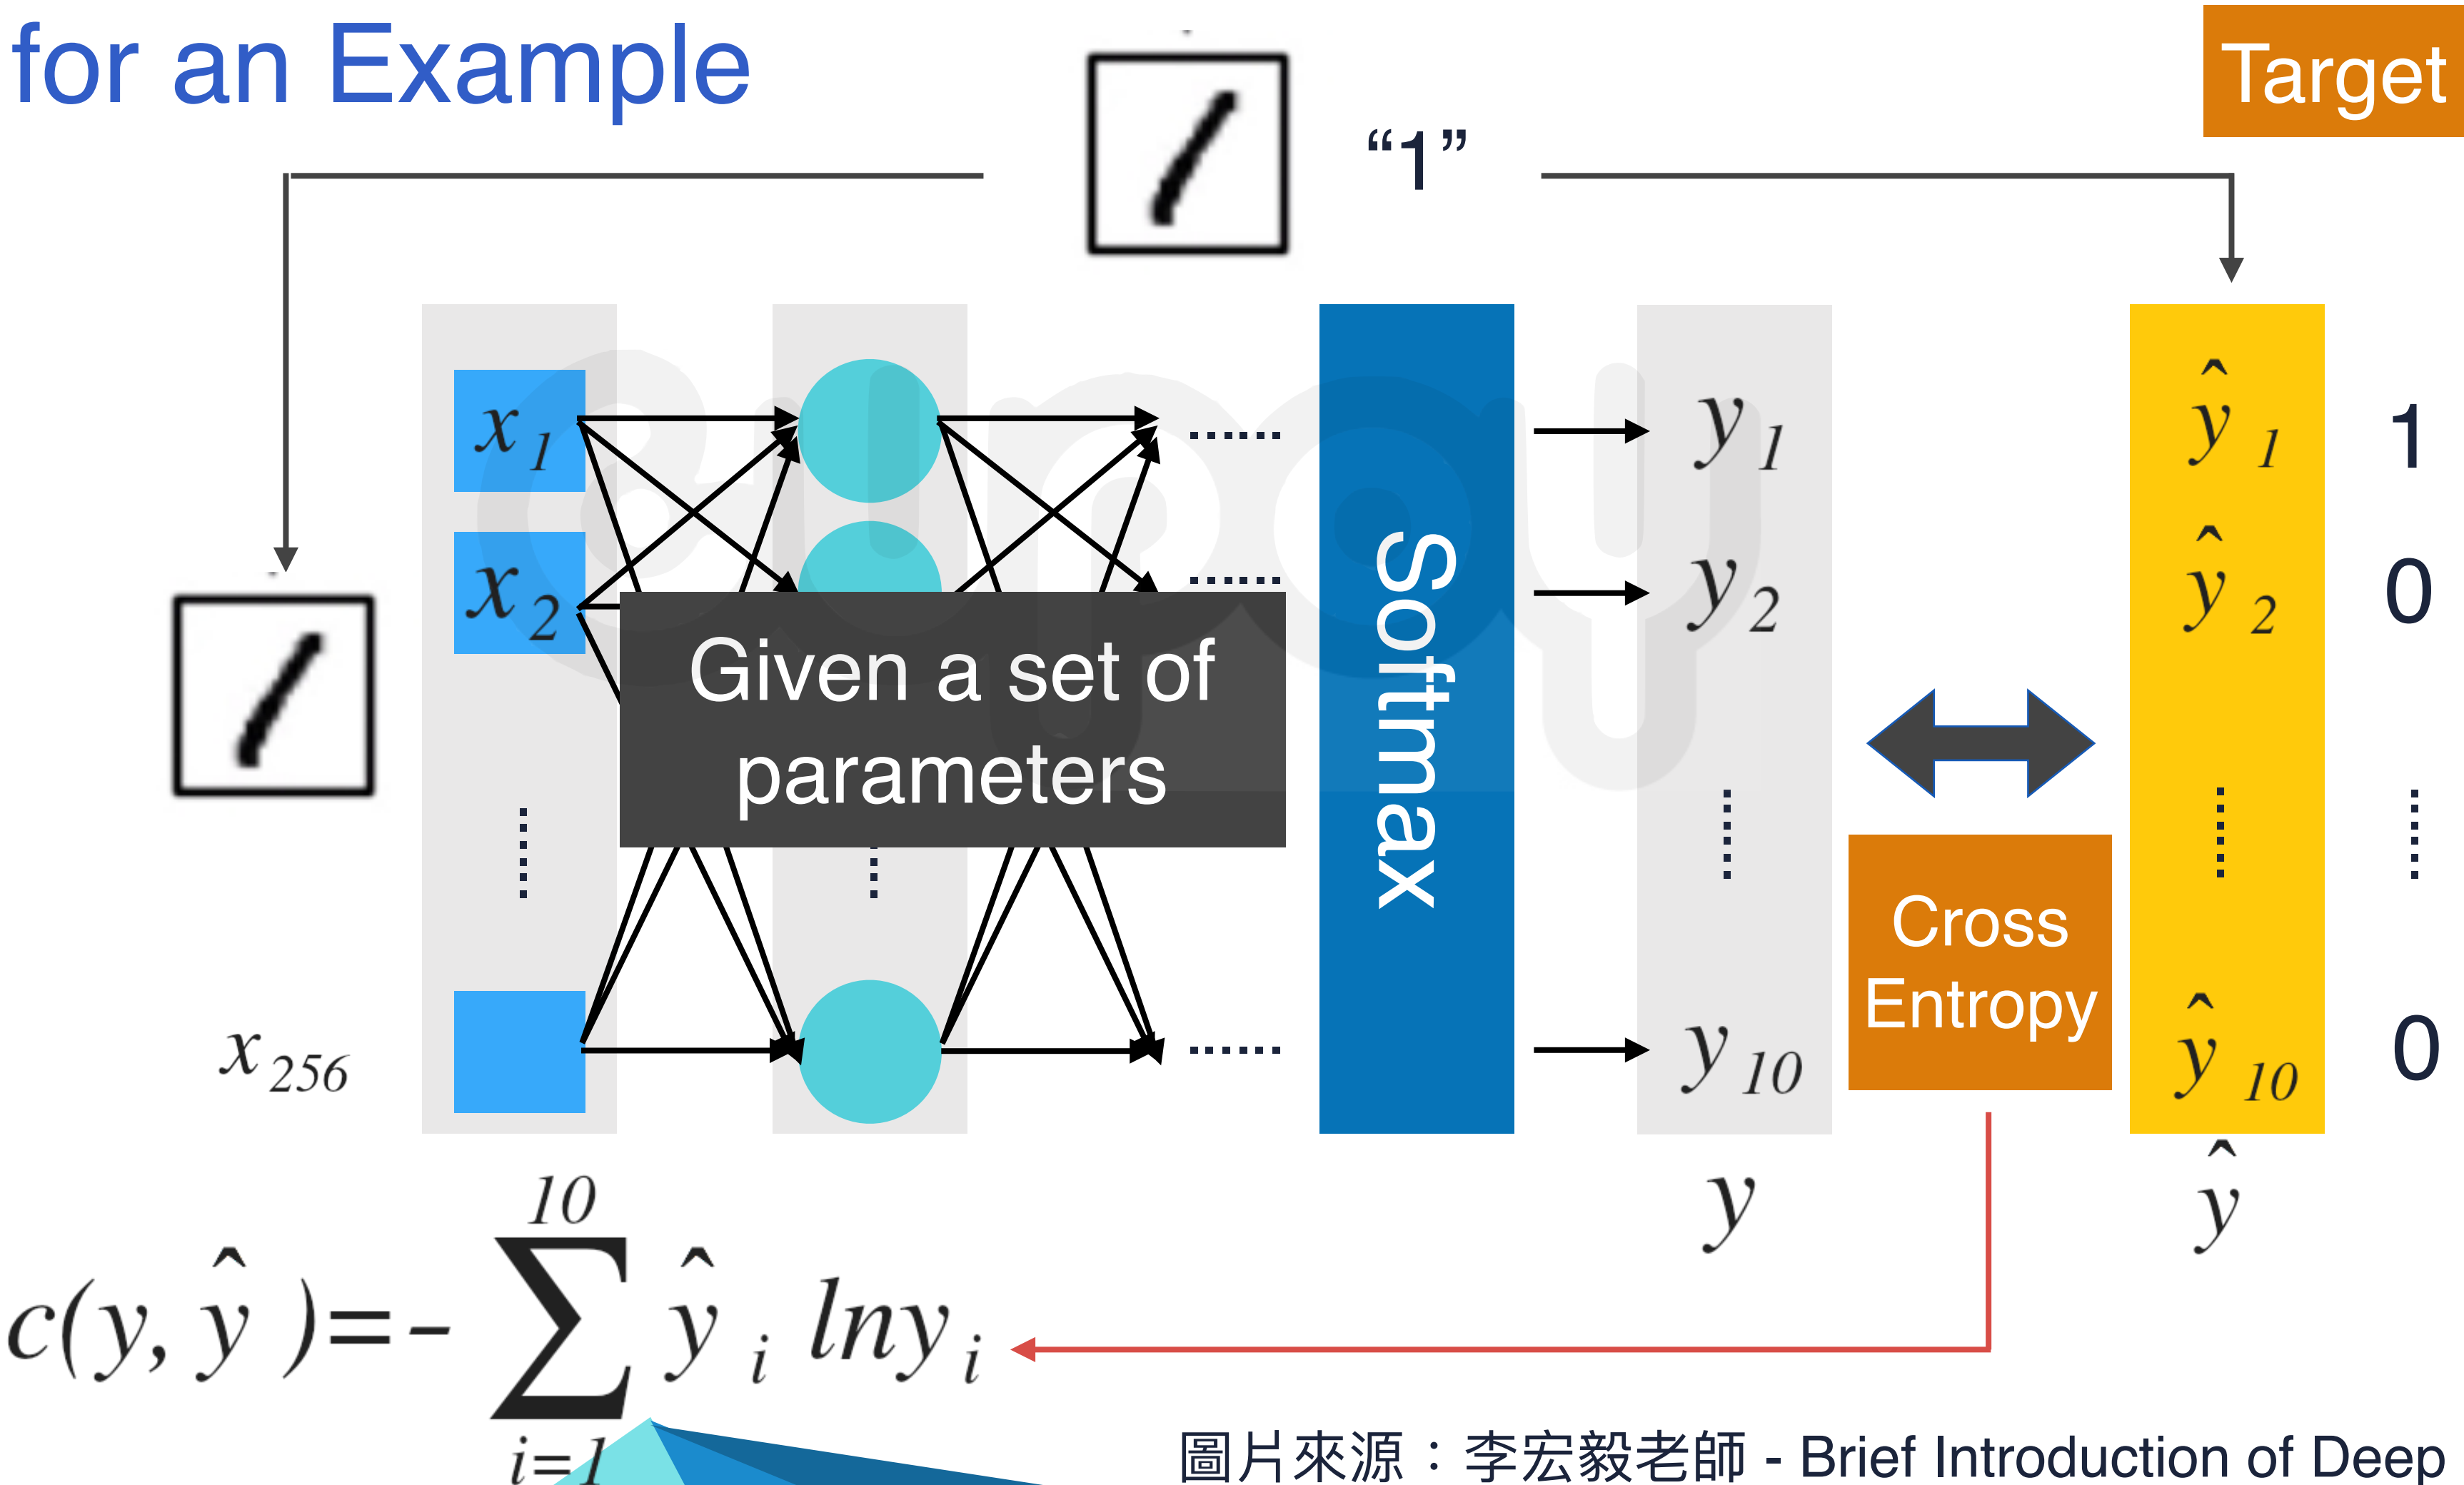 for an Example
“1”
Target
x1
x2
x256
Given a set of
parameters
Softmax
y1
y2
y10
y
Cross
Entropy
ŷ1
ŷ2
ŷ10
ŷ
1
0
0
c(y, ŷ)=- ∑ i=1 10 ŷi lnyi
圖片來源：李宏毅老師 - Brief Introduction of Deep
cupoy